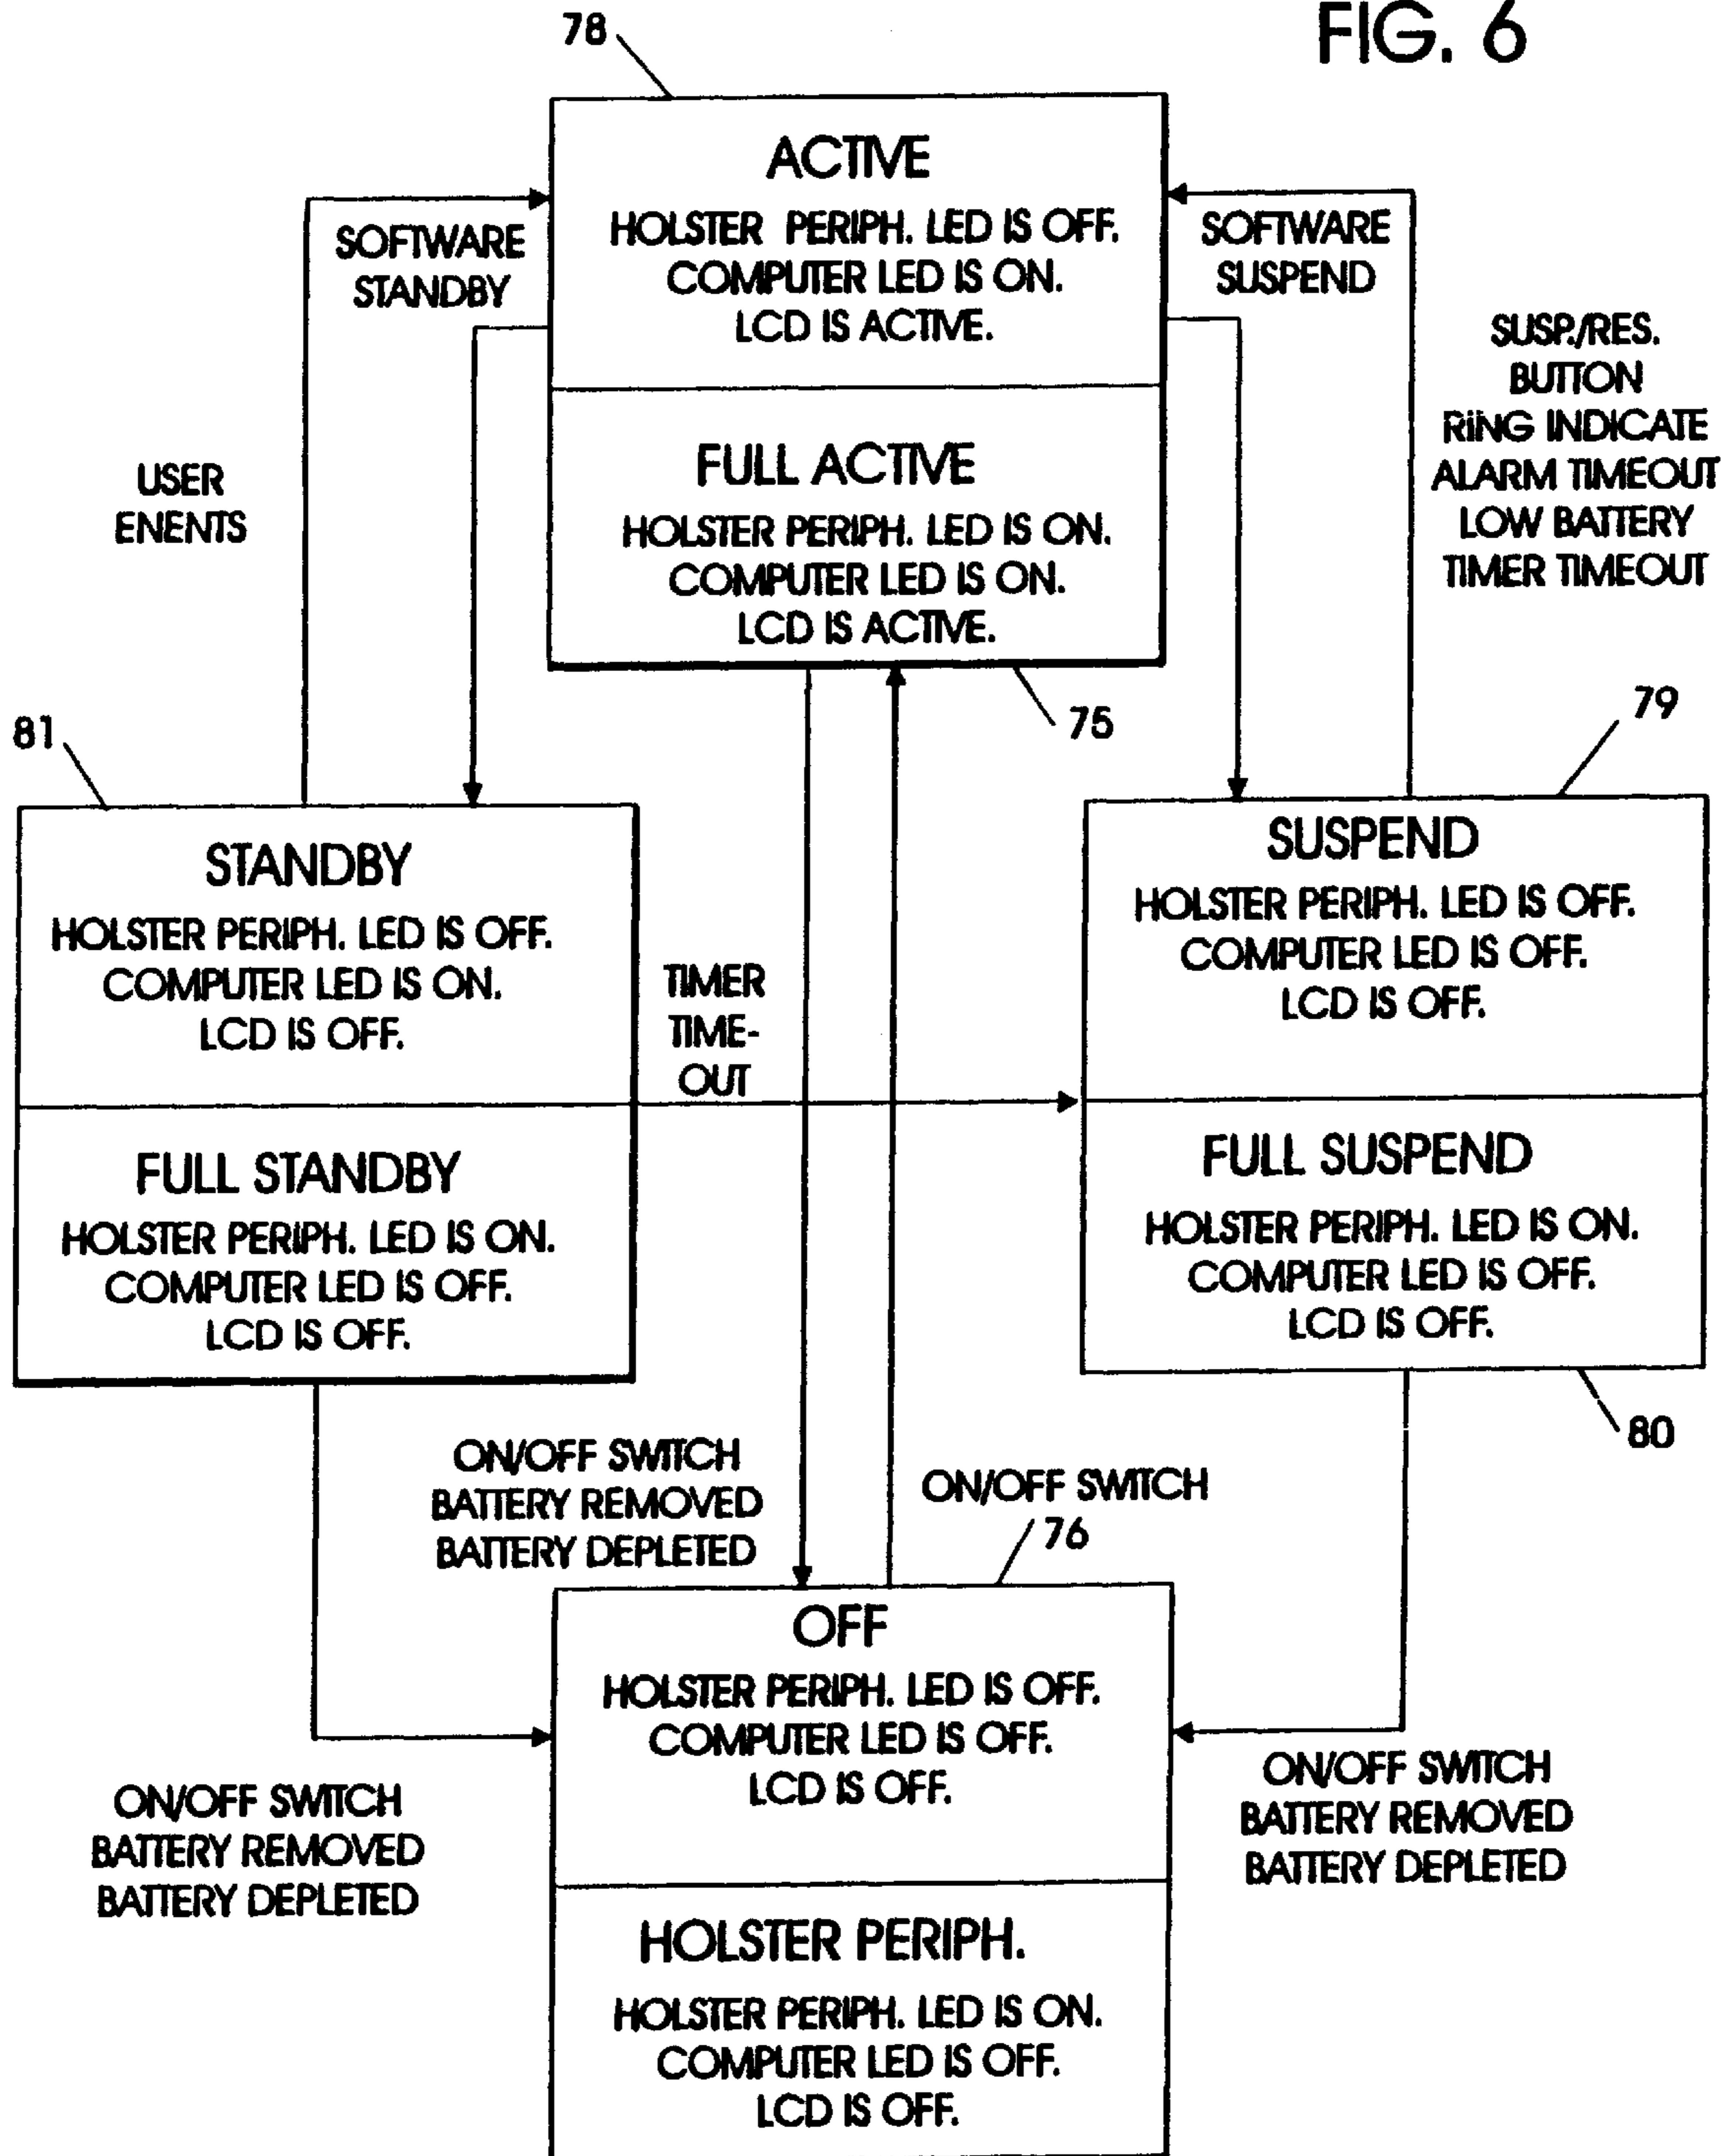 FIG. 6
78
ACTIVE
HOLSTER PERIPH. LED IS OFF.
COMPUTER LED IS ON.
LCD IS ACTIVE.
SOFTWARE
STANDBY
SOFTWARE
SUSPEND
FULL ACTIVE
HOLSTER PERIPH. LED IS ON.
COMPUTER LED IS ON.
LCD IS ACTIVE.
75
USER
ENENTS
SUSP./RES.
BUTTON
RING INDICATE
ALARM TIMEOUT
LOW BATTERY
TIMER TIMEOUT
81
STANDBY
HOLSTER PERIPH. LED IS OFF.
COMPUTER LED IS ON.
LCD IS OFF.
FULL STANDBY
HOLSTER PERIPH. LED IS ON.
COMPUTER LED IS OFF.
LCD IS OFF.
TIMER
TIME-
OUT
79
SUSPEND
HOLSTER PERIPH. LED IS OFF.
COMPUTER LED IS OFF.
LCD IS OFF.
FULL SUSPEND
HOLSTER PERIPH. LED IS ON.
COMPUTER LED IS OFF.
LCD IS OFF.
80
ON/OFF SWITCH
BATTERY REMOVED
BATTERY DEPLETED
ON/OFF SWITCH
76
OFF
HOLSTER PERIPH. LED IS OFF.
COMPUTER LED IS OFF.
LCD IS OFF.
ON/OFF SWITCH
BATTERY REMOVED
BATTERY DEPLETED
ON/OFF SWITCH
BATTERY REMOVED
BATTERY DEPLETED
HOLSTER PERIPH.
HOLSTER PERIPH. LED IS ON.
COMPUTER LED IS OFF.
LCD IS OFF.